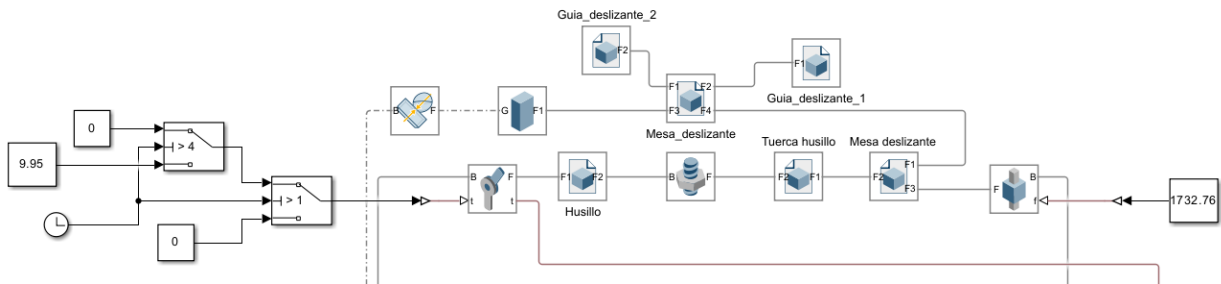 Guia_deslizante_2
F2
F1
Guia_deslizante_1
B F
G F1
F1 F2
F3 F4
Mesa_deslizante
0
> 4
9.95
> 1
0
B F
t t
F1 F2
Husillo
B F
Tuerca husillo
F2 F1
Mesa deslizante
F1
F2
F3
F B
f
1732.76